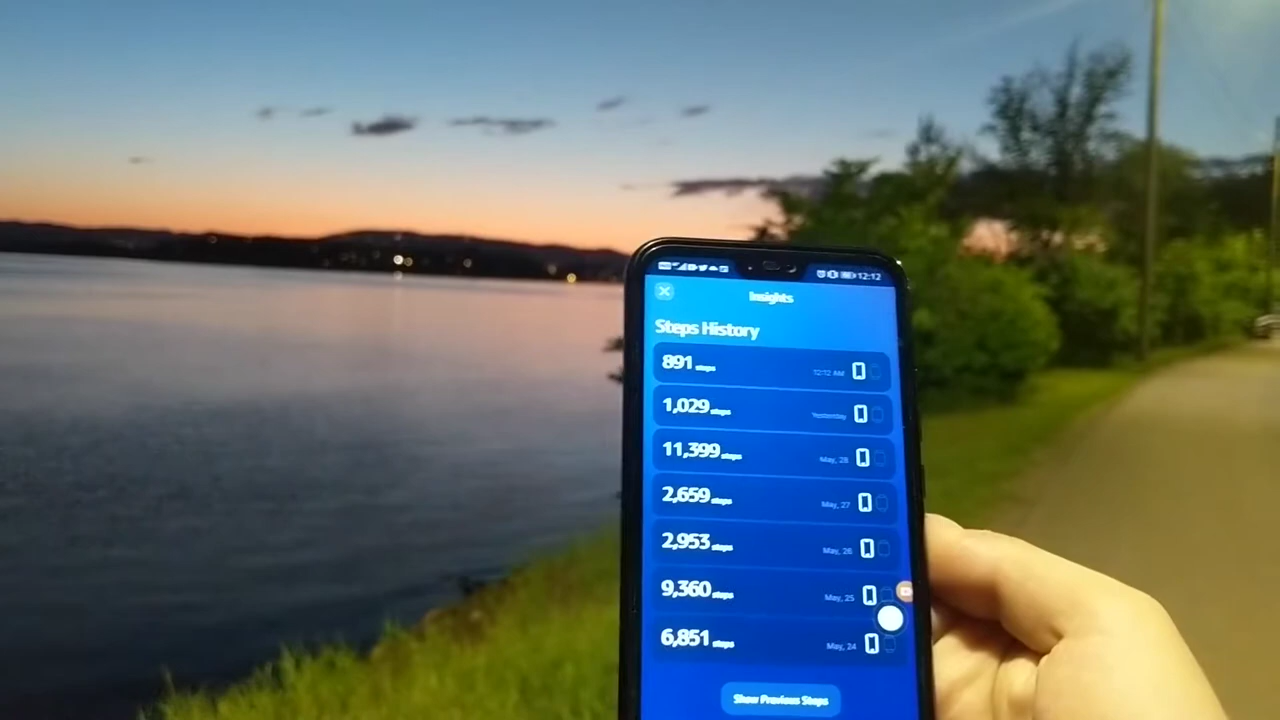 12:12
Insights
Steps History
891 steps 12:12 AM
1,029 steps Yesterday
11,399 steps May, 28
2,659 steps May, 27
2,953 steps May, 26
9,360 steps May, 25
6,851 steps May, 24
Show Previous Steps